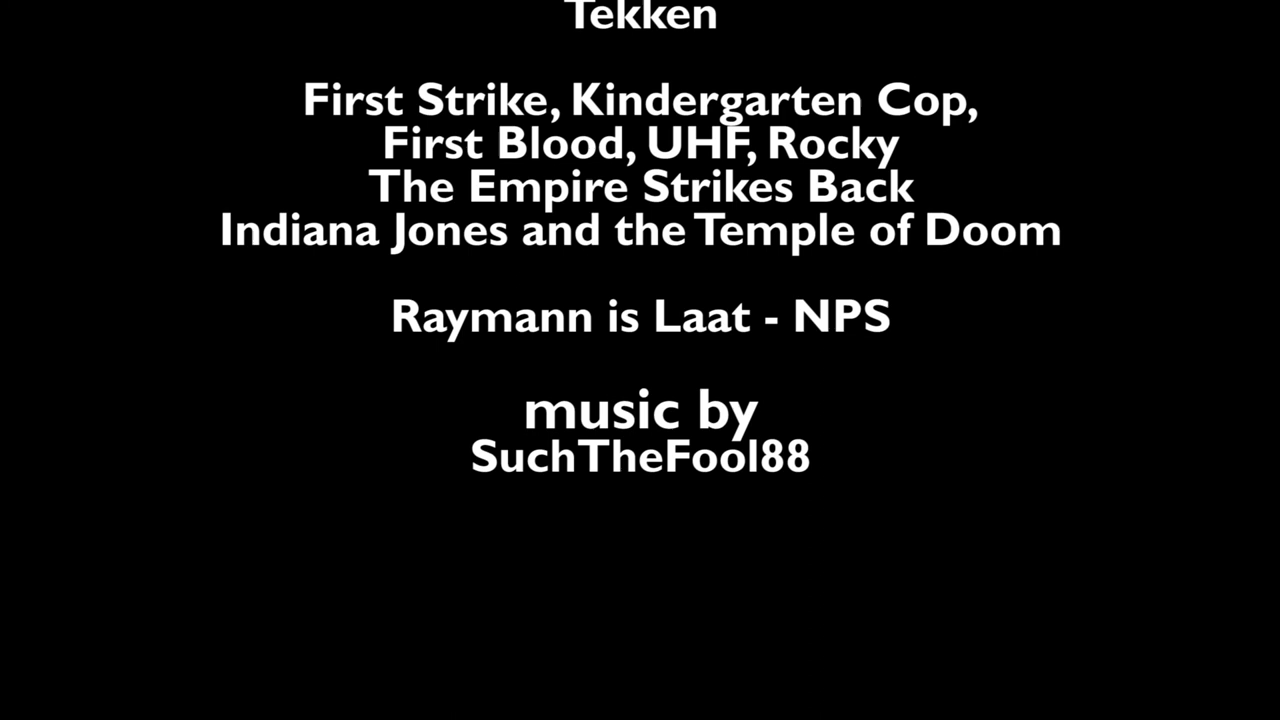 Tekken
First Strike, Kindergarten Cop,
First Blood, UHF, Rocky
The Empire Strikes Back
Indiana Jones and the Temple of Doom
Raymann is Laat - NPS
music by
SuchTheFool88